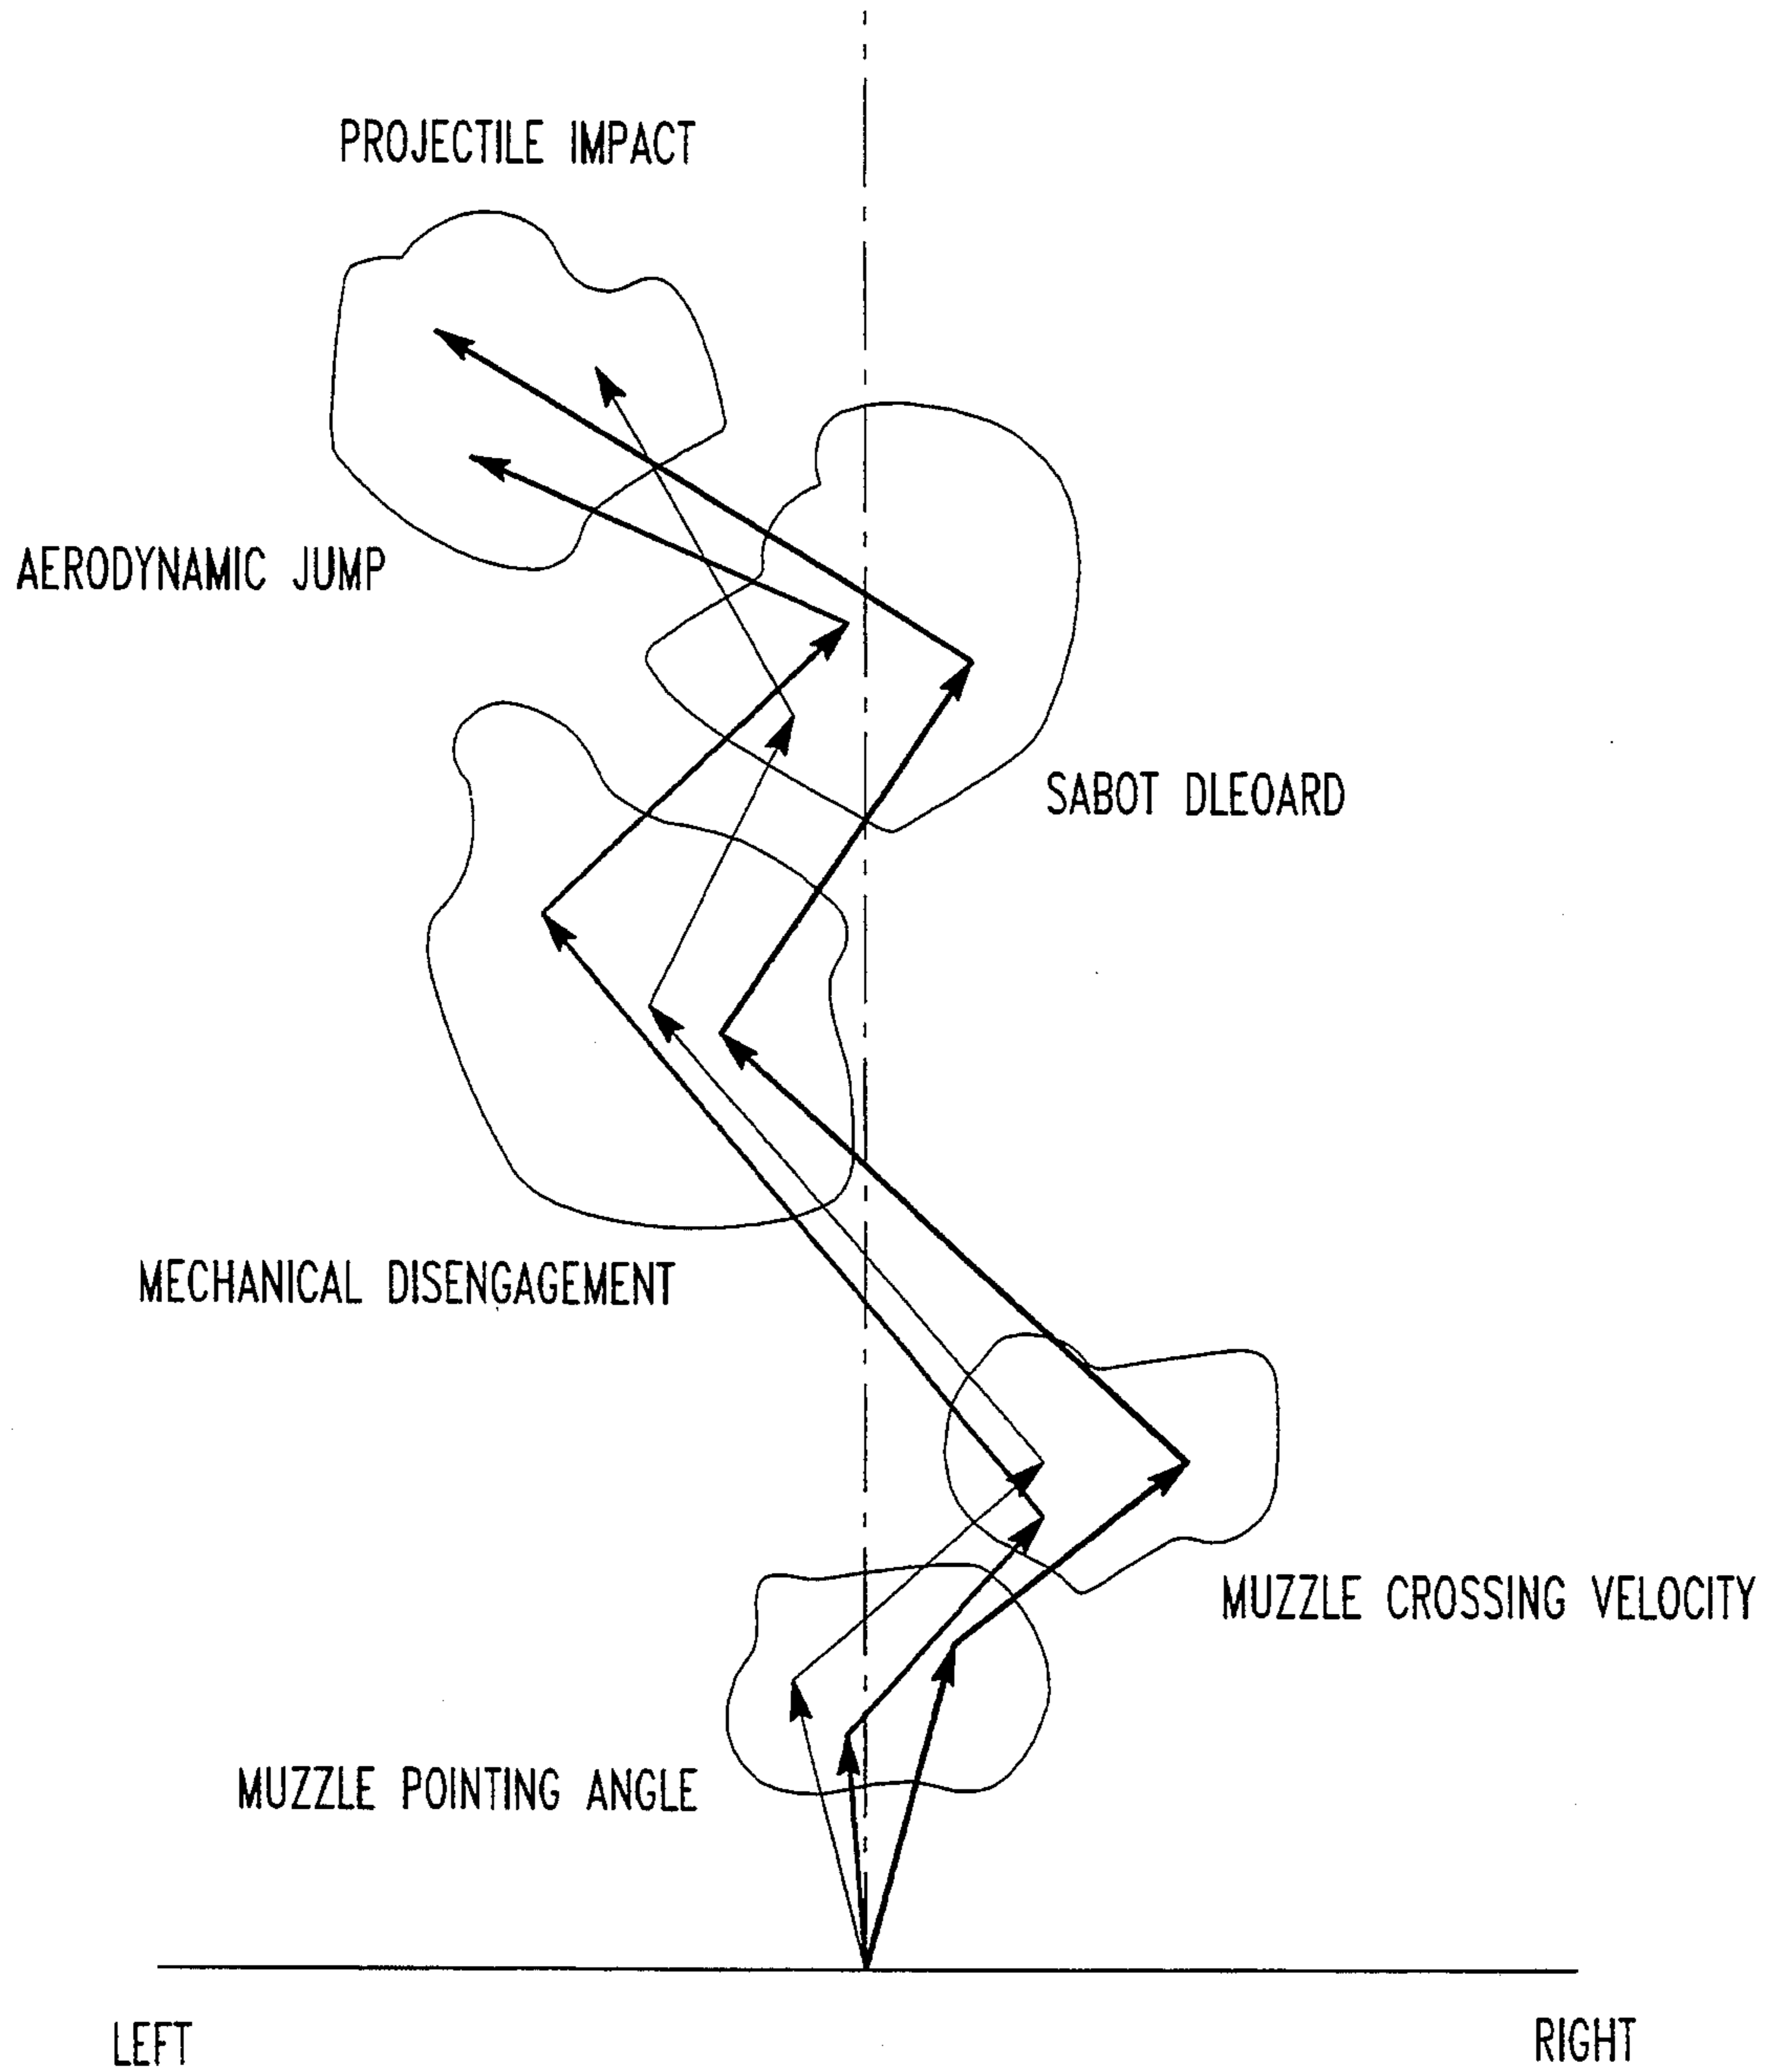 PROJECTILE IMPACT
AERODYNAMIC JUMP
SABOT DLEOARD
MECHANICAL DISENGAGEMENT
MUZZLE CROSSING VELOCITY
MUZZLE POINTING ANGLE
LEFT
RIGHT